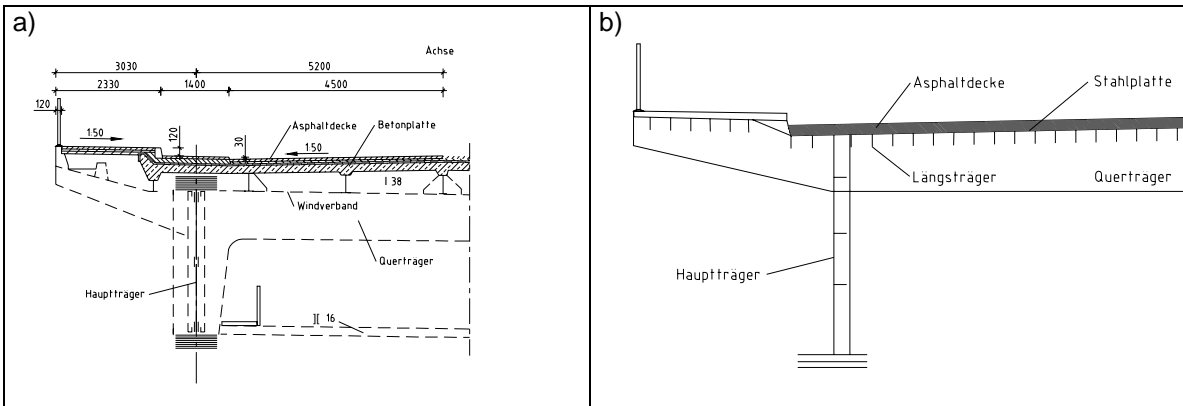 a)
Achse
3030
5200
2330
1400
4500
120
1:50
120
30
Asphaltdecke
Betonplatte
1:50
I 38
Windverband
Querträger
Hauptträger
][ 16
b)
Asphaltdecke
Stahlplatte
Längsträger
Querträger
Hauptträger